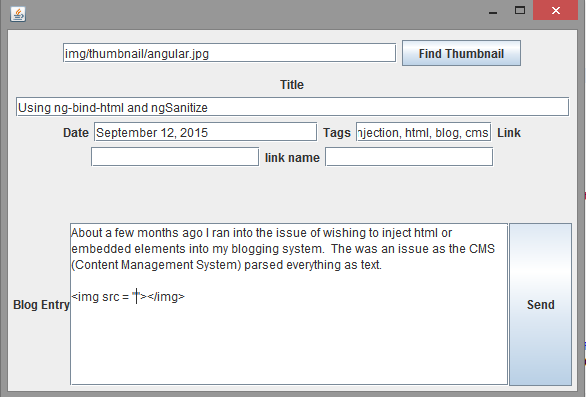 img/thumbnail/angular.jpg Find Thumbnail
Title
Using ng-bind-html and ngSanitize
Date September 12, 2015 Tags njection, html, blog, cms Link
link name
About a few months ago I ran into the issue of wishing to inject html or
embedded elements into my blogging system.  The was an issue as the CMS
(Content Management System) parsed everything as text.
<img src = ""></img>
Blog Entry Send